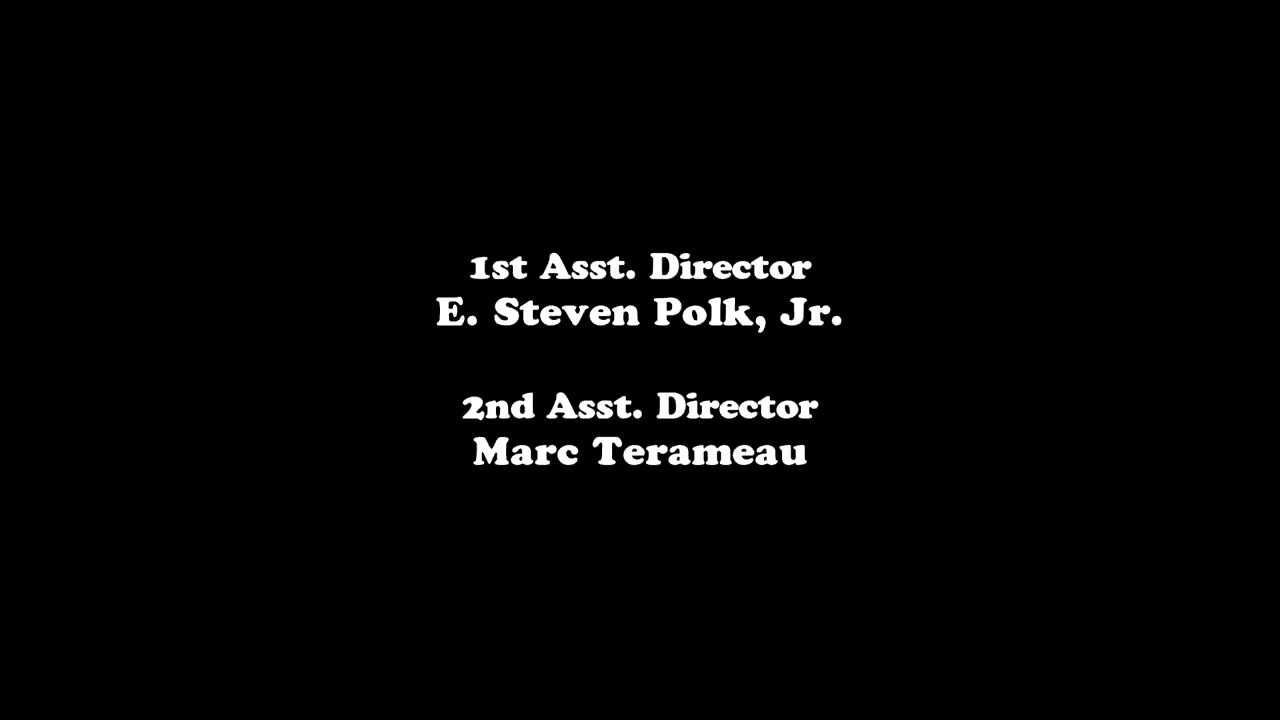 1st Asst. Director
E. Steven Polk, Jr.
2nd Asst. Director
Marc Terameau